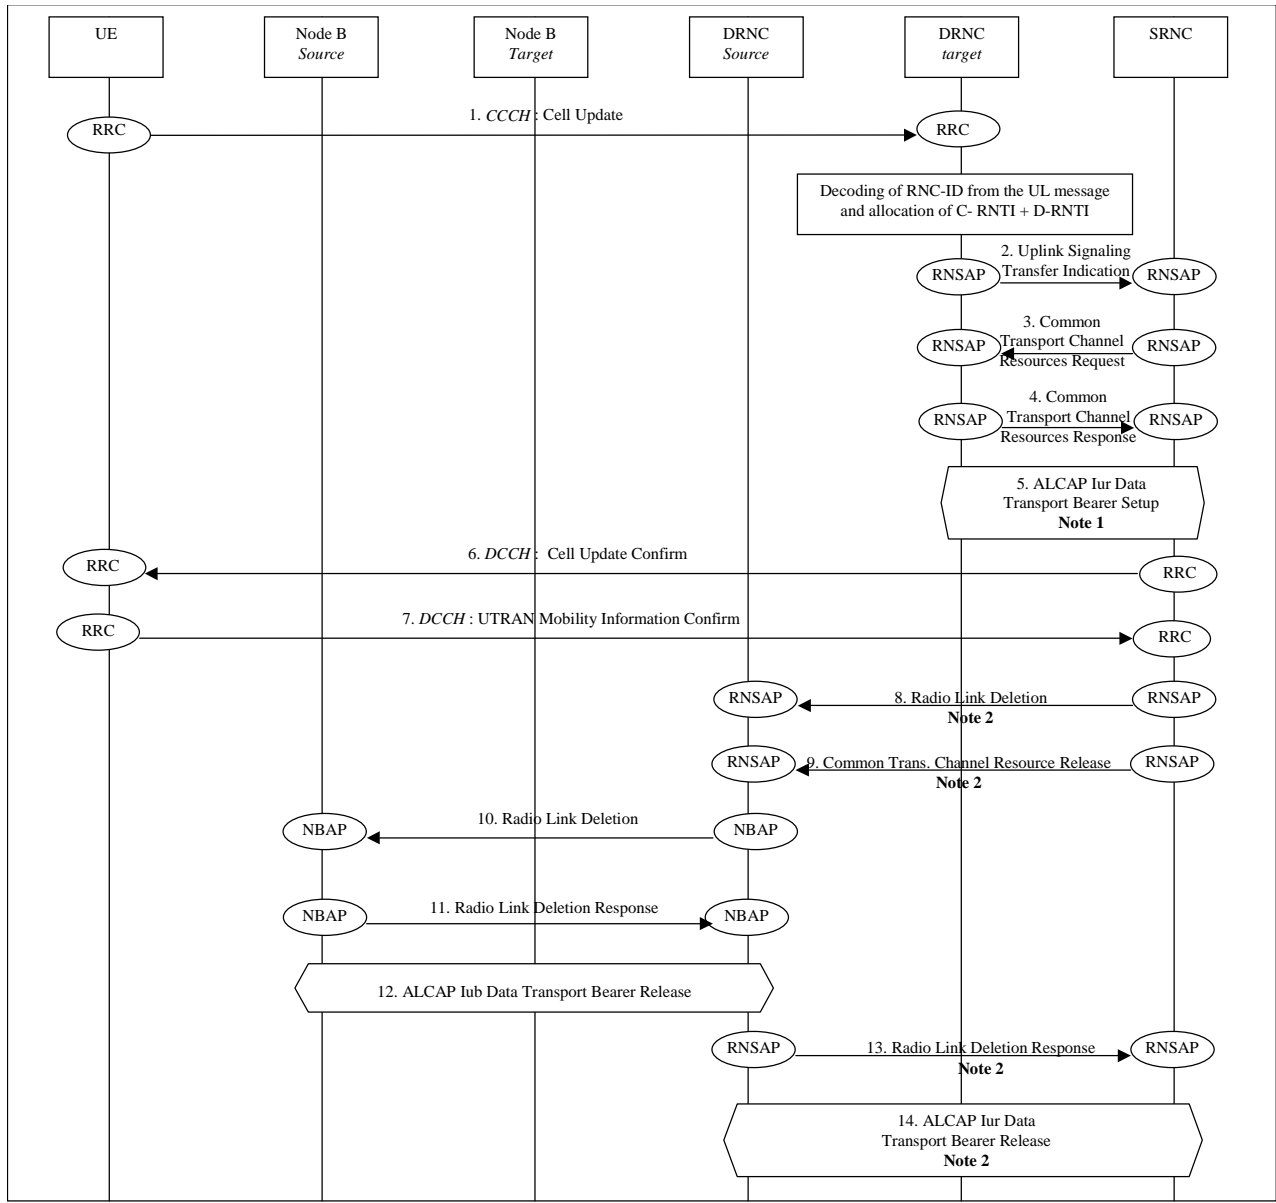 UE
Node B
Source
Node B
Target
DRNC
Source
DRNC
target
SRNC
1. CCCH : Cell Update
RRC
RRC
Decoding of RNC-ID from the UL message
and allocation of C- RNTI + D-RNTI
2. Uplink Signaling
Transfer Indication
RNSAP
RNSAP
3. Common
Transport Channel
Resources Request
RNSAP
RNSAP
4. Common
Transport Channel
Resources Response
RNSAP
RNSAP
5. ALCAP Iur Data
Transport Bearer Setup
Note 1
6. DCCH : Cell Update Confirm
RRC
RRC
7. DCCH : UTRAN Mobility Information Confirm
RRC
RRC
RNSAP
8. Radio Link Deletion
Note 2
RNSAP
RNSAP
9. Common Trans. Channel Resource Release
Note 2
RNSAP
NBAP
10. Radio Link Deletion
NBAP
NBAP
11. Radio Link Deletion Response
NBAP
12. ALCAP Iub Data Transport Bearer Release
RNSAP
13. Radio Link Deletion Response
Note 2
RNSAP
14. ALCAP Iur Data
Transport Bearer Release
Note 2